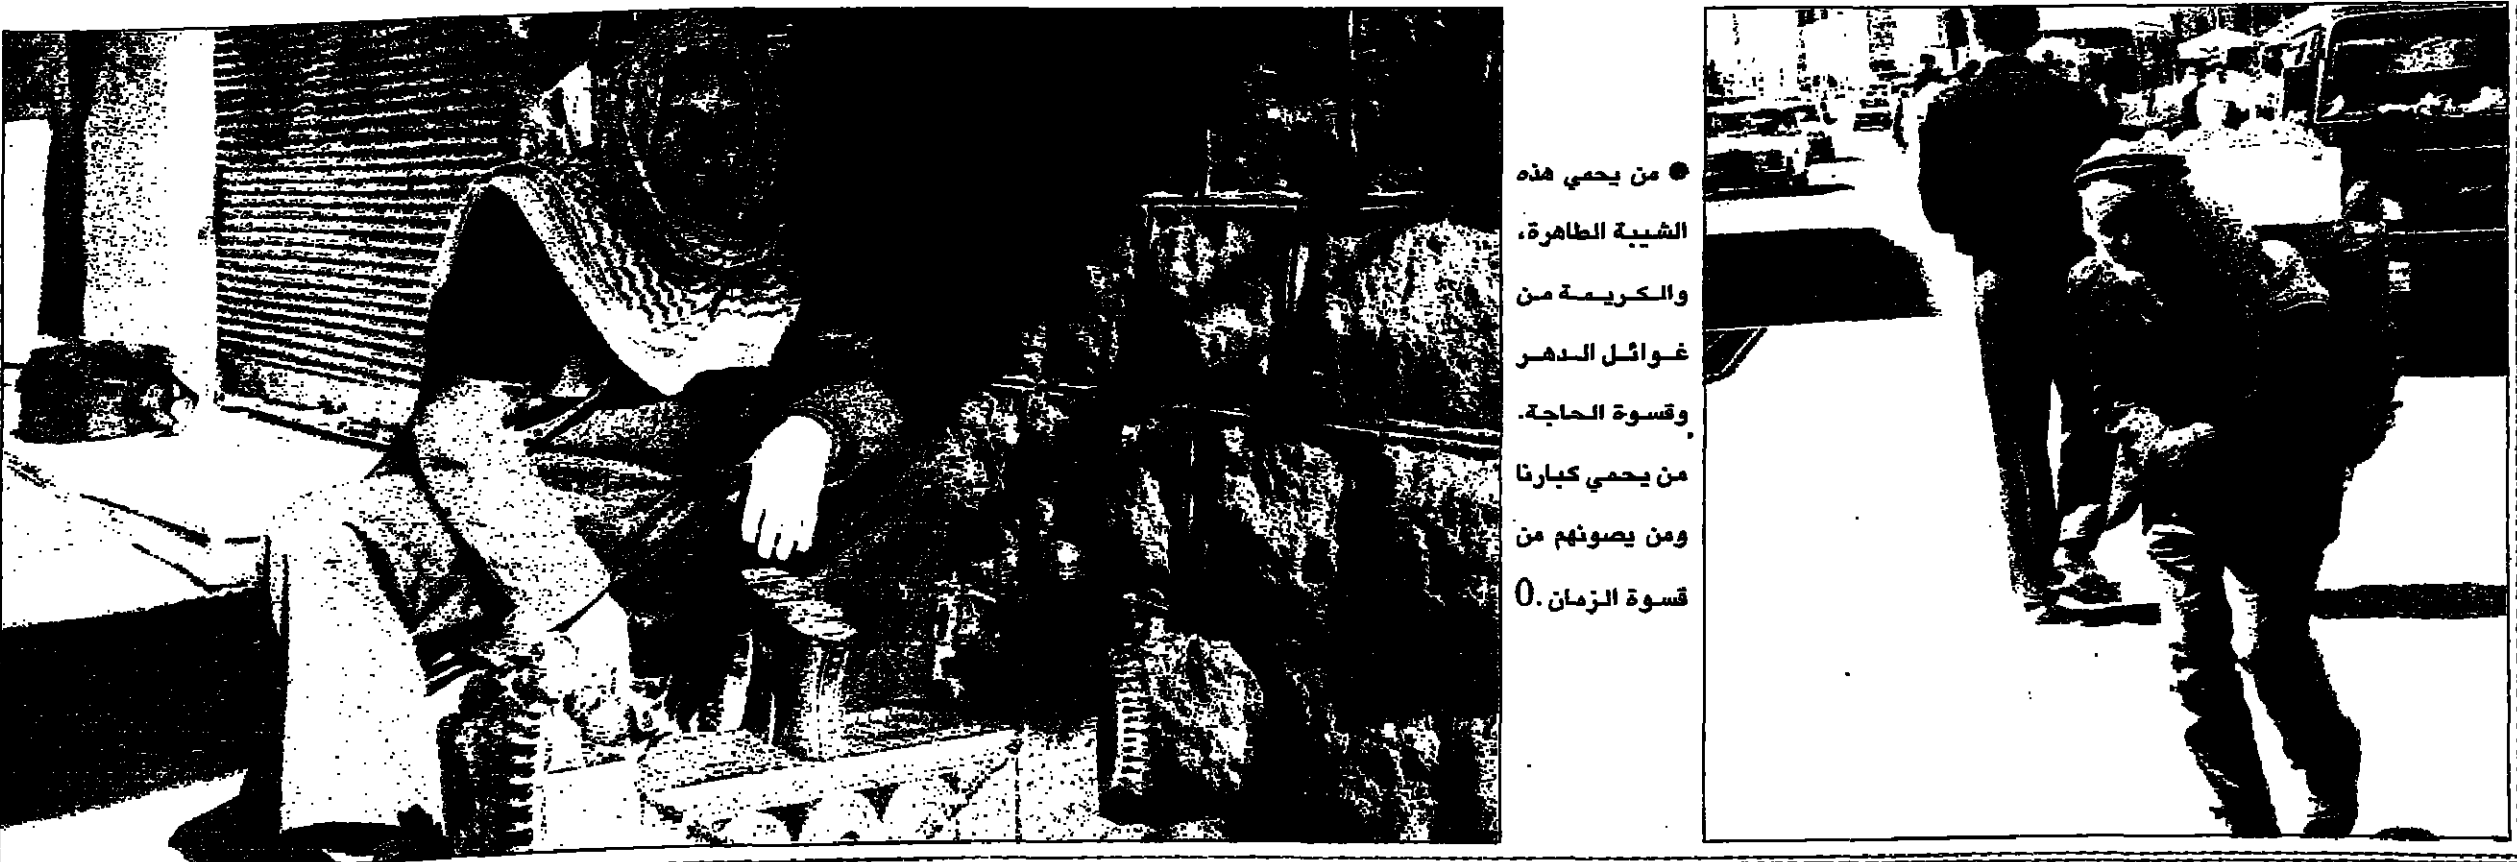 ● من يحمي هذه
الشيبة الطاهرة،
والكريمة من
غوائل الدهر
وقسوة الحاجة.
من يحمي كبارنا
ومن يصونهم من
قسوة الزمان.()